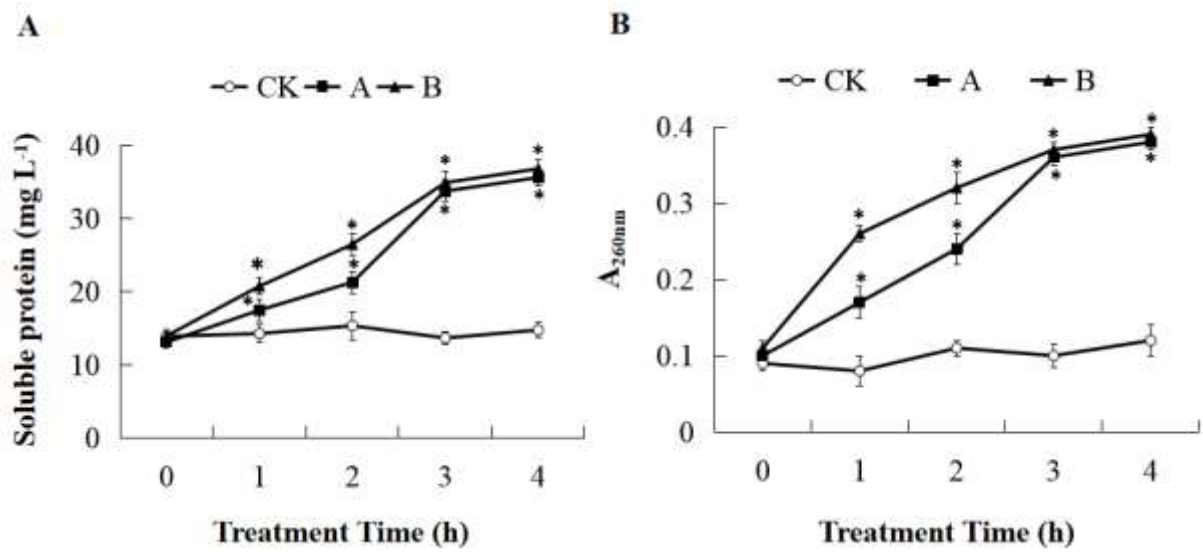 A
CK A B
Soluble protein (mg L⁻¹)
40
30
20
10
0
* * * *
* * * *
0 1 2 3 4
Treatment Time (h)
B
CK A B
A₂₆₀nm
0.4
0.3
0.2
0.1
0
* * * *
* * * *
0 1 2 3 4
Treatment Time (h)